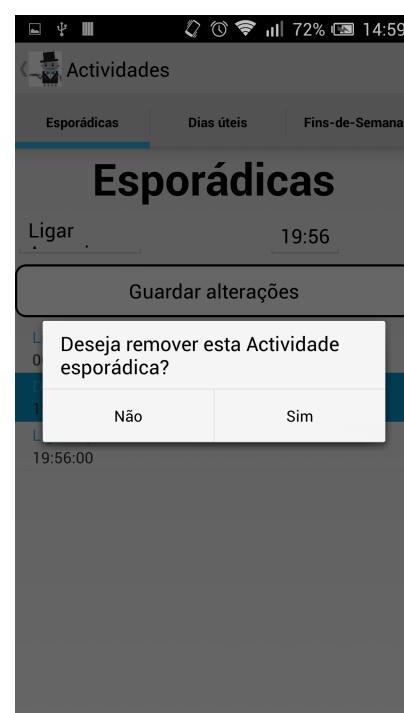 72% 14:59
Actividades
Esporádicas Dias úteis Fins-de-Semana
Esporádicas
Ligar 19:56
Guardar alterações
Deseja remover esta Actividade
esporádica?
Não Sim
19:56:00